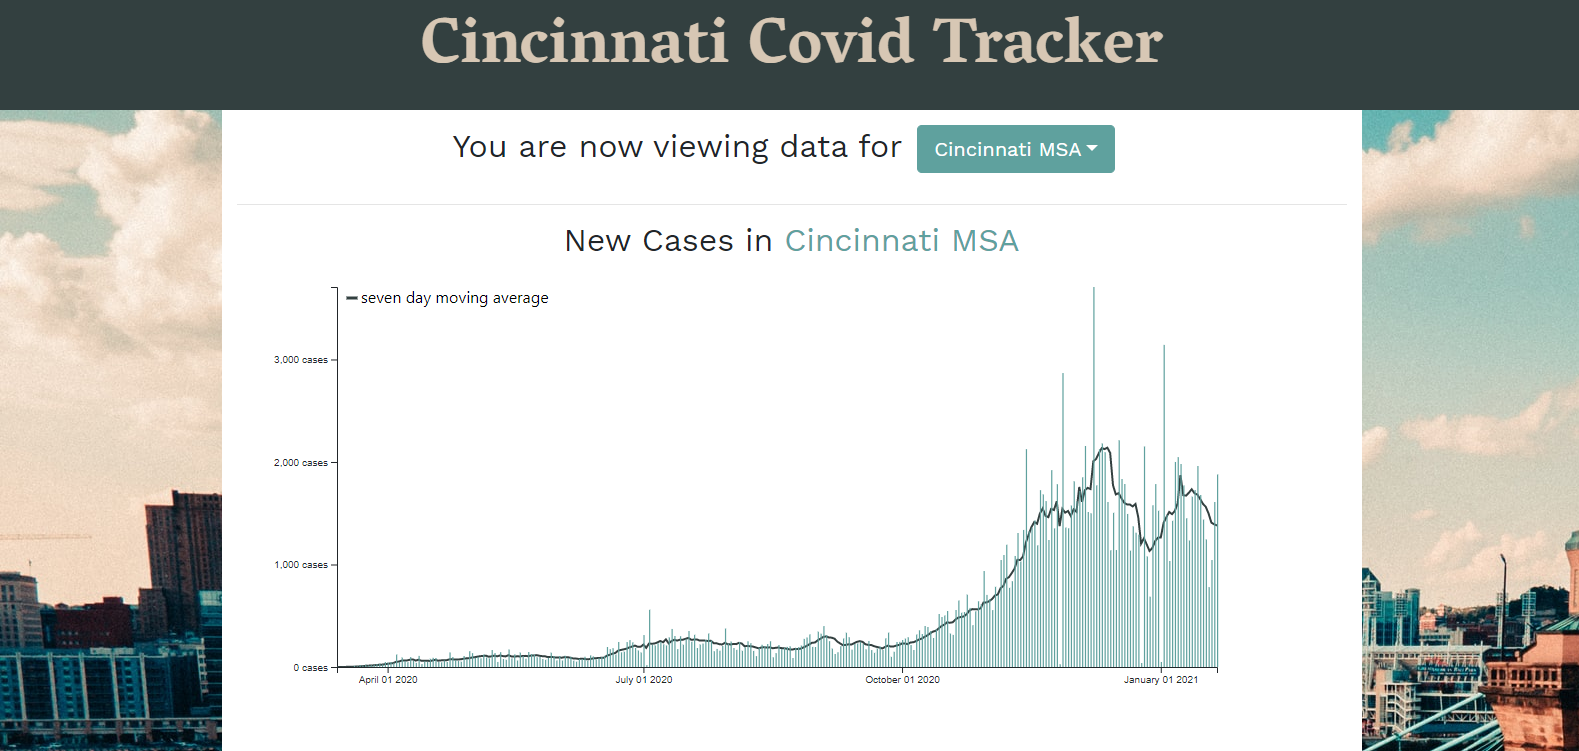 Cincinnati Covid Tracker
You are now viewing data for Cincinnati MSA
New Cases in Cincinnati MSA
seven day moving average
3,000 cases
2,000 cases
1,000 cases
0 cases
April 01 2020
July 01 2020
October 01 2020
January 01 2021